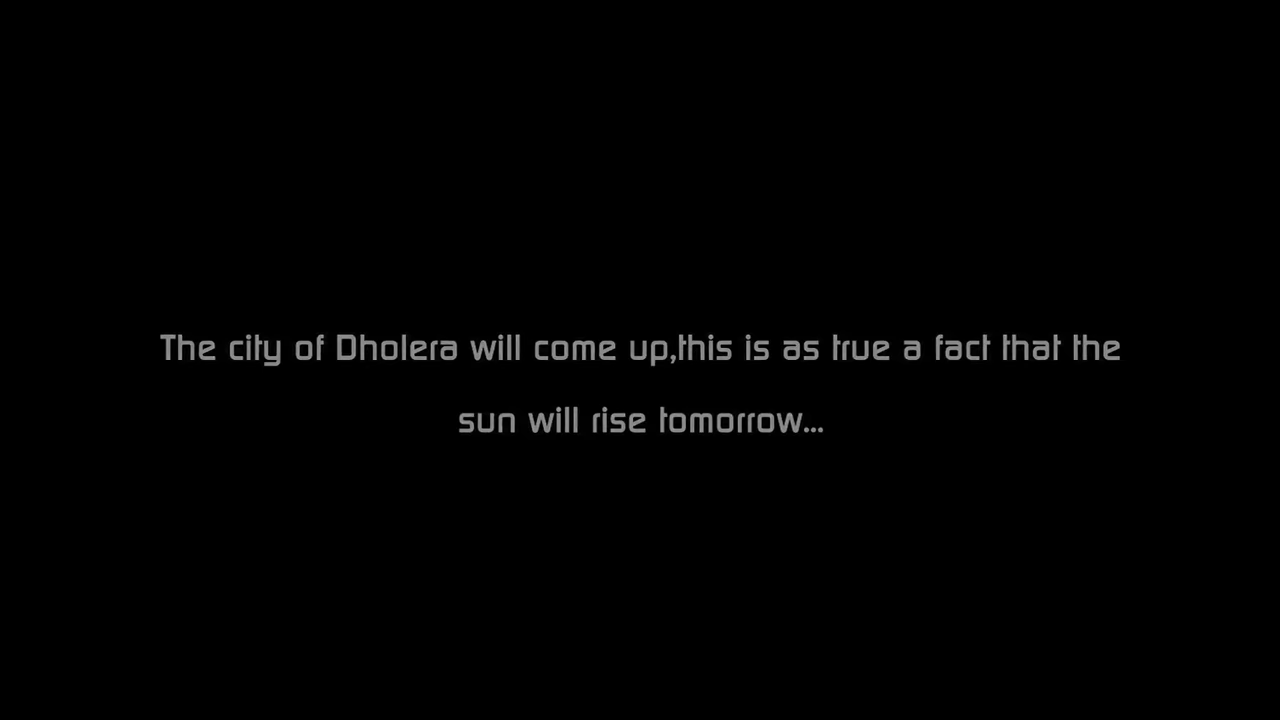 The city of Dholera will come up,this is as true a fact that the
sun will rise tomorrow...